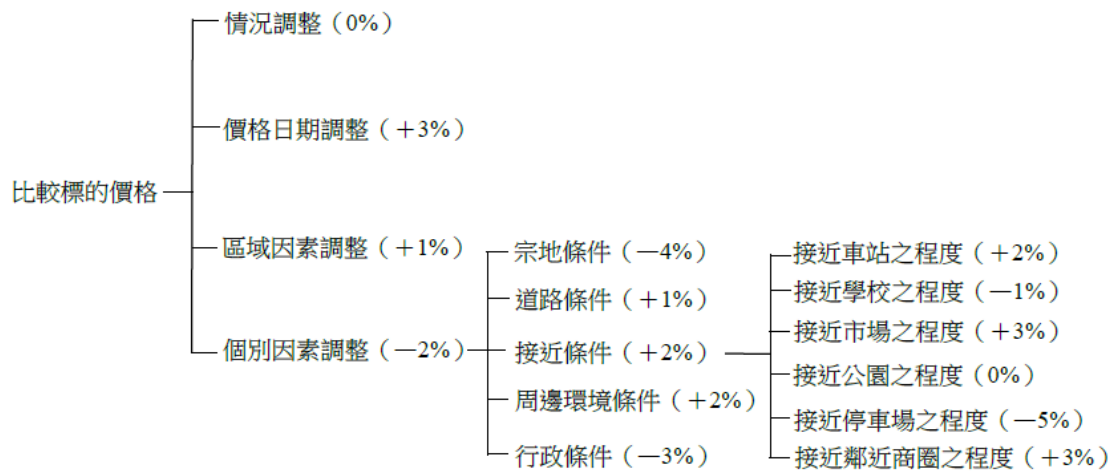 情況調整（0%）
價格日期調整（＋3%）
比較標的價格
區域因素調整（＋1%）
個別因素調整（－2%）
宗地條件（－4%）
道路條件（＋1%）
接近條件（＋2%）
周邊環境條件（＋2%）
行政條件（－3%）
接近車站之程度（＋2%）
接近學校之程度（－1%）
接近市場之程度（＋3%）
接近公園之程度（0%）
接近停車場之程度（－5%）
接近鄰近商圈之程度（＋3%）